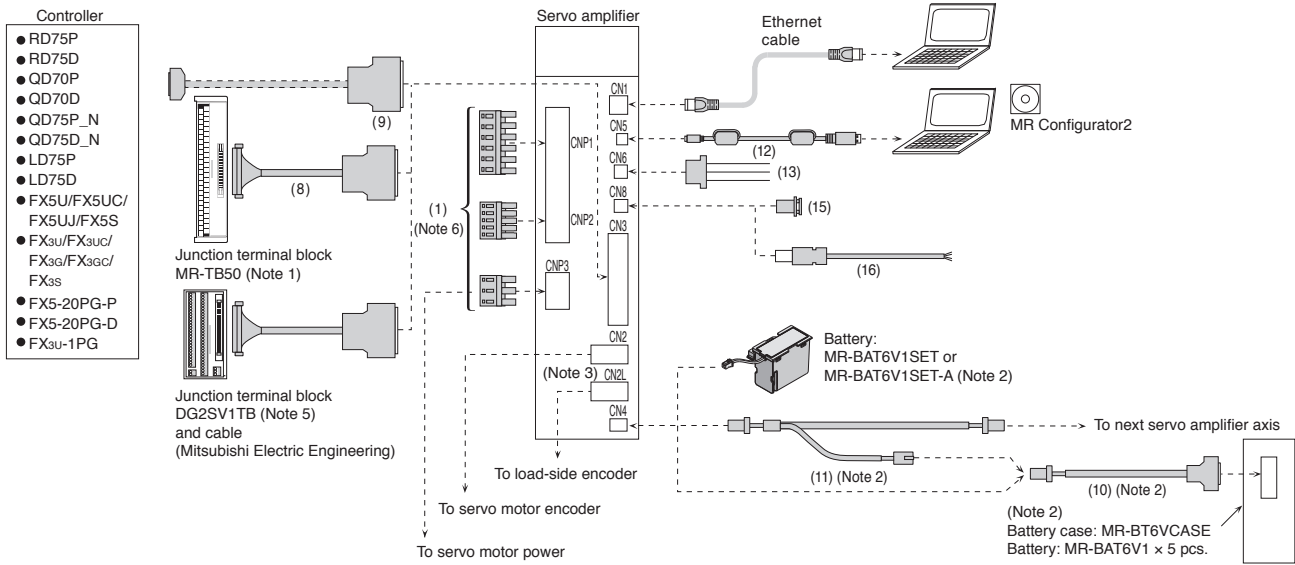 Controller
● RD75P
● RD75D
● QD70P
● QD70D
● QD75P_N
● QD75D_N
● LD75P
● LD75D
● FX5U/FX5UC/
FX5UJ/FX5S
● FX3U/FX3UC/
FX3G/FX3GC/
FX3S
● FX5-20PG-P
● FX5-20PG-D
● FX3U-1PG
(9)
(8)
Junction terminal block
MR-TB50 (Note 1)
Junction terminal block
DG2SV1TB (Note 5)
and cable
(Mitsubishi Electric Engineering)
(1)
(Note 6)
Servo amplifier
CNP1
CNP2
CNP3
CN1
CN5
CN6
CN8
CN3
CN2
(Note 3)
CN2L
CN4
To load-side encoder
To servo motor encoder
To servo motor power
Ethernet
cable
MR Configurator2
(12)
(13)
(15)
(16)
Battery:
MR-BAT6V1SET or
MR-BAT6V1SET-A (Note 2)
To next servo amplifier axis
(11) (Note 2)
(10) (Note 2)
(Note 2)
Battery case: MR-BT6VCASE
Battery: MR-BAT6V1 × 5 pcs.